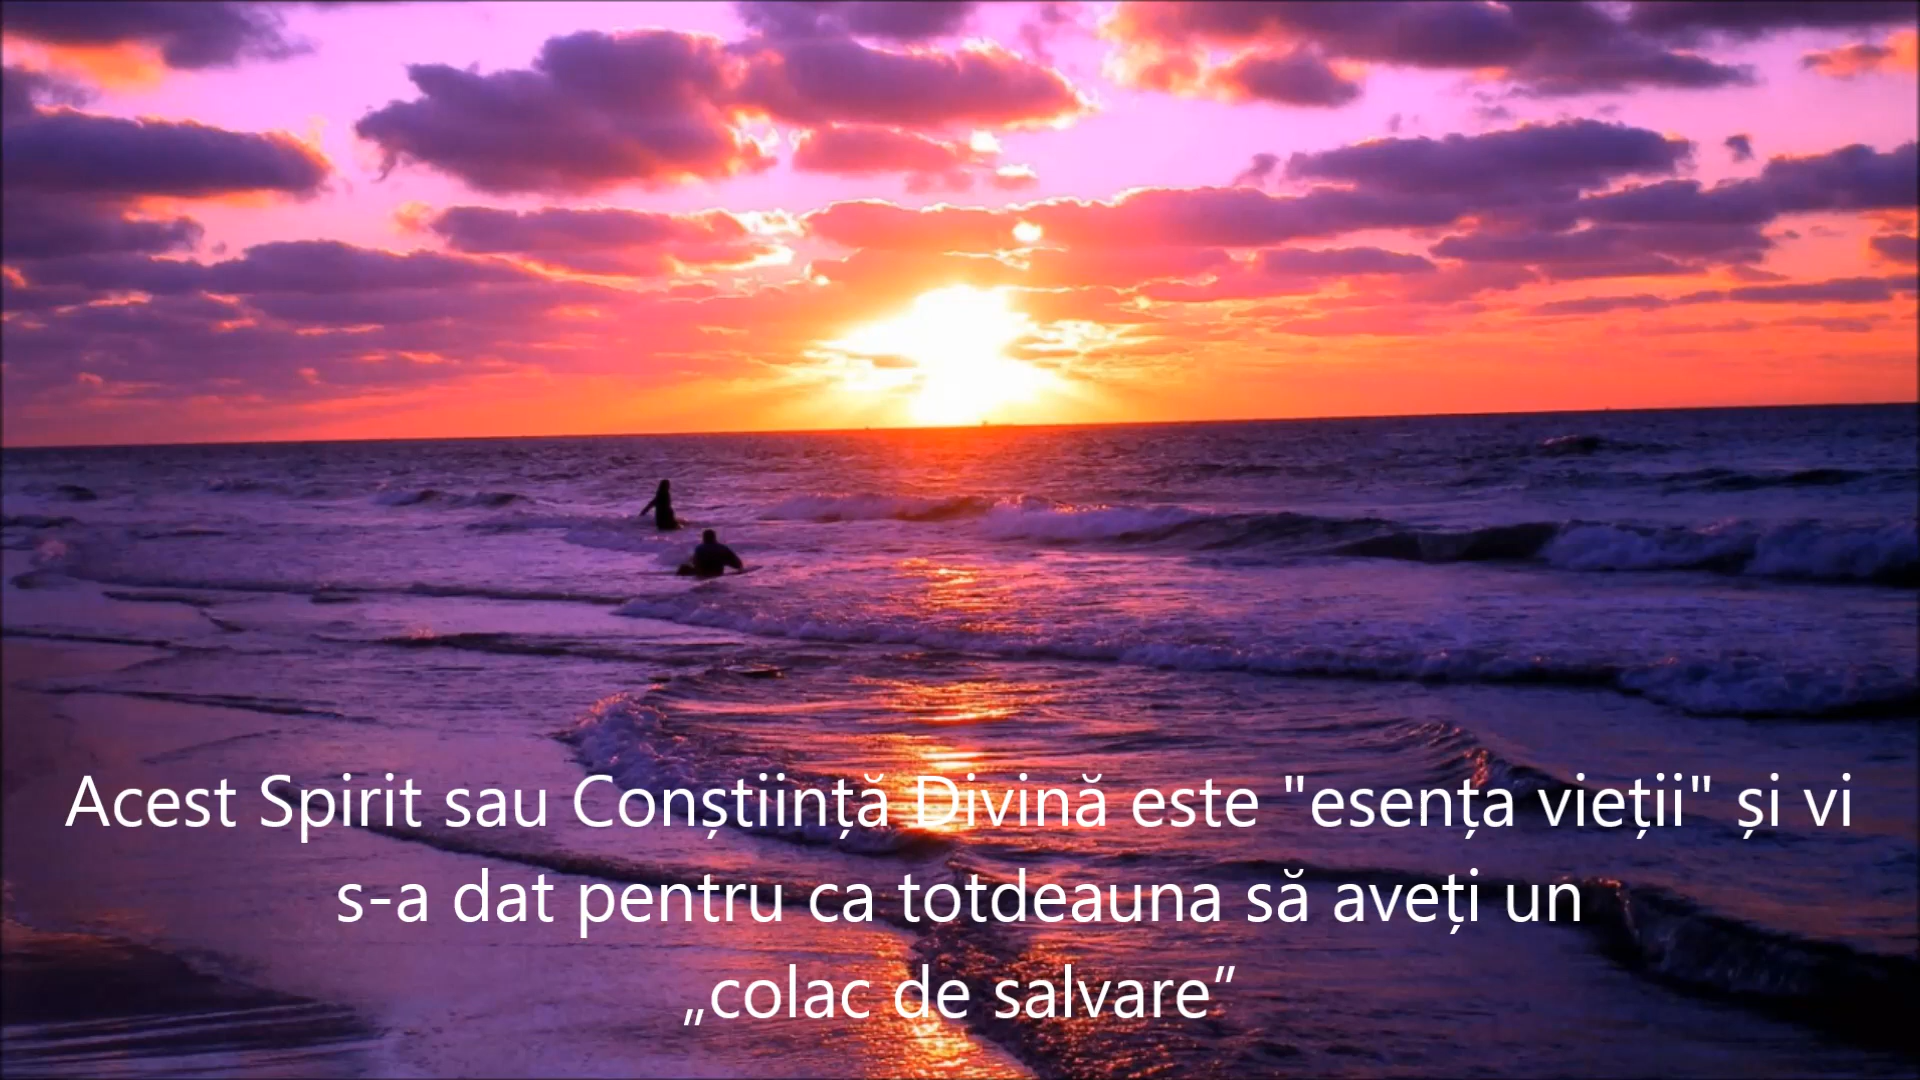 Acest Spirit sau Conștiință Divină este "esența vieții" și vi
s-a dat pentru ca totdeauna să aveți un
„colac de salvare”